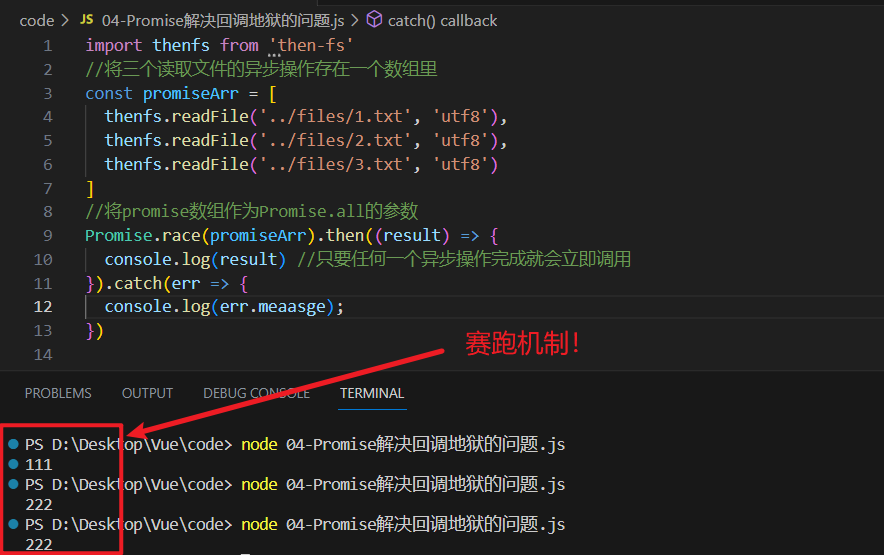 code > JS 04-Promise解决回调地狱的问题.js > catch() callback
1 import thenfs from 'then-fs'
2 //将三个读取文件的异步操作存在一个数组里
3 const promiseArr = [
4 thenfs.readFile('../files/1.txt', 'utf8'),
5 thenfs.readFile('../files/2.txt', 'utf8'),
6 thenfs.readFile('../files/3.txt', 'utf8')
7 ]
8 //将promise数组作为Promise.all的参数
9 Promise.race(promiseArr).then((result) => {
10 console.log(result) //只要任何一个异步操作完成就会立即调用
11 }).catch(err => {
12 console.log(err.meaasge);
13 })
14
赛跑机制！
PROBLEMS OUTPUT DEBUG CONSOLE TERMINAL
PS D:\Desktop\Vue\code> node 04-Promise解决回调地狱的问题.js
111
PS D:\Desktop\Vue\code> node 04-Promise解决回调地狱的问题.js
222
PS D:\Desktop\Vue\code> node 04-Promise解决回调地狱的问题.js
222